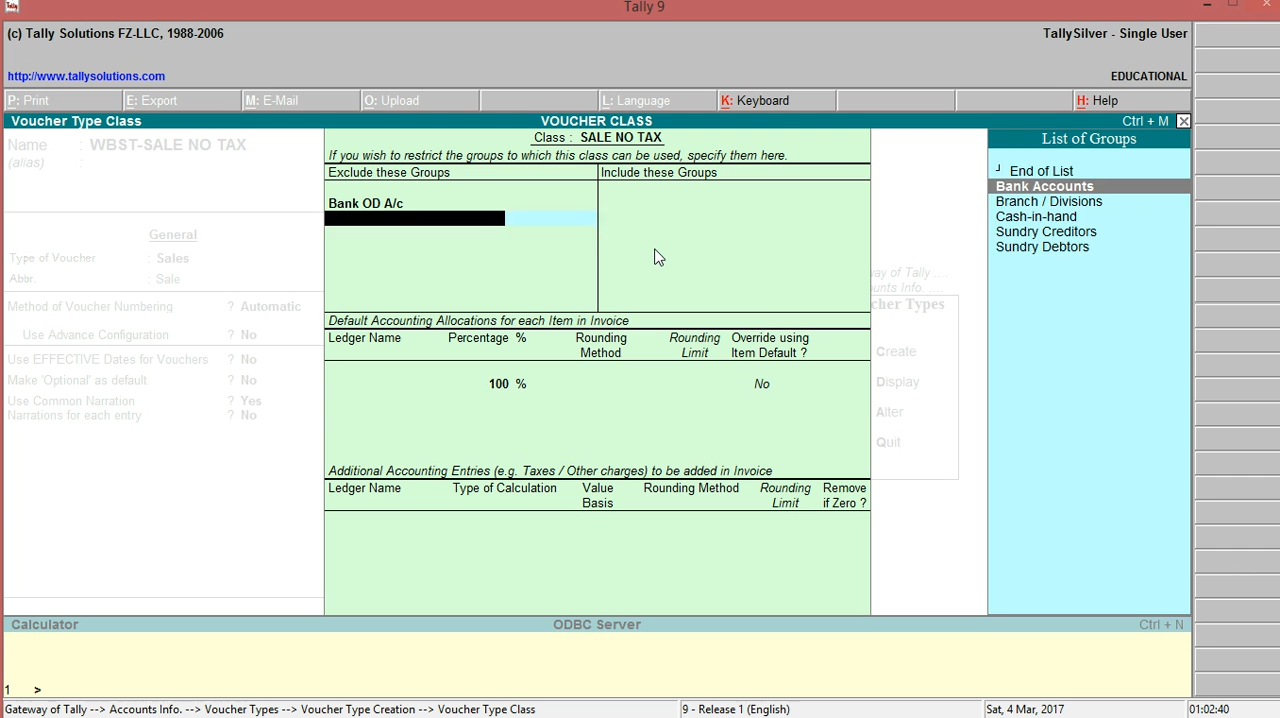 Tally 9
(c) Tally Solutions FZ-LLC, 1988-2006
TallySilver - Single User
http://www.tallysolutions.com
EDUCATIONAL
P: Print
E: Export
M: E-Mail
O: Upload
L: Language
K: Keyboard
H: Help
Voucher Type Class
VOUCHER CLASS
Ctrl + M
Name : WBST-SALE NO TAX
(alias) :
Class : SALE NO TAX
If you wish to restrict the groups to which this class can be used, specify them here.
Exclude these Groups
Include these Groups
Bank OD A/c
List of Groups
End of List
Bank Accounts
Branch / Divisions
Cash-in-hand
Sundry Creditors
Sundry Debtors
General
Type of Voucher : Sales
Abbr. : Sale
Method of Voucher Numbering ? Automatic
Use Advance Configuration ? No
Use EFFECTIVE Dates for Vouchers ? No
Make 'Optional' as default ? No
Use Common Narration ? Yes
Narrations for each entry ? No
way of Tally ....
ounts Info. ....
cher Types
Create
Display
Alter
Quit
Default Accounting Allocations for each Item in Invoice
Ledger Name Percentage % Rounding Method Rounding Limit Override using Item Default ?
100 % No
Additional Accounting Entries (e.g. Taxes / Other charges) to be added in Invoice
Ledger Name Type of Calculation Value Basis Rounding Method Rounding Limit Remove if Zero ?
Calculator
ODBC Server
Ctrl + N
1 >
Gateway of Tally --> Accounts Info. --> Voucher Types --> Voucher Type Creation --> Voucher Type Class
9 - Release 1 (English)
Sat, 4 Mar, 2017
01:02:40